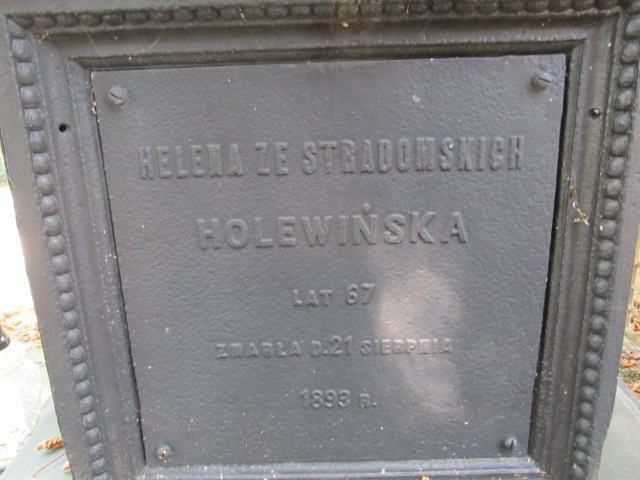 HELENA ZE STRADOMSKICH
HOLEWIŃSKA
LAT 67
ZMARŁA D. 21 SIERPNIA
1893 R.